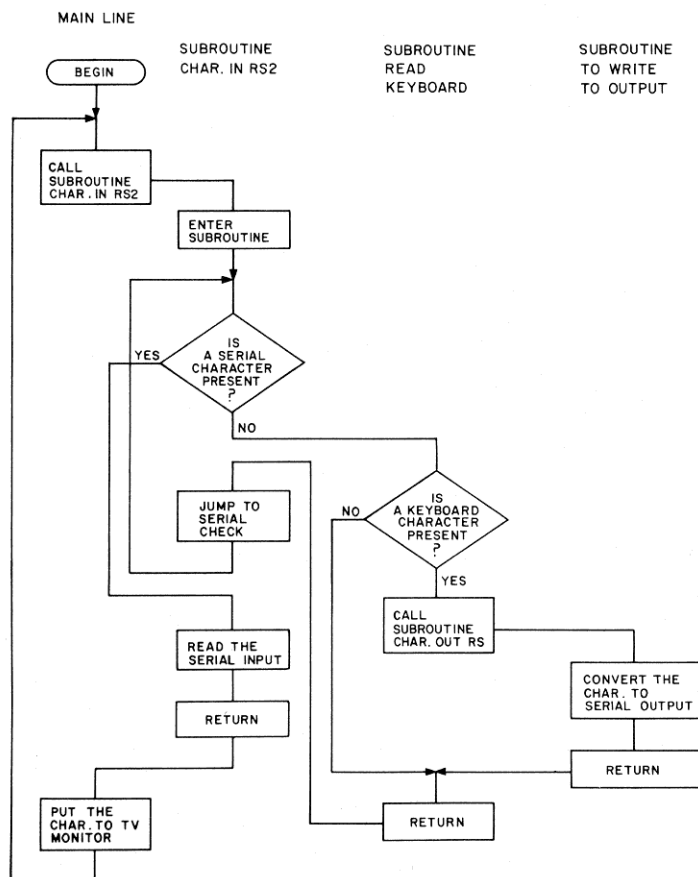 MAIN LINE
SUBROUTINE
CHAR. IN RS2
SUBROUTINE
READ
KEYBOARD
SUBROUTINE
TO WRITE
TO OUTPUT
BEGIN
CALL
SUBROUTINE
CHAR. IN RS2
ENTER
SUBROUTINE
IS
A SERIAL
CHARACTER
PRESENT
?
YES
NO
JUMP TO
SERIAL
CHECK
IS
A KEYBOARD
CHARACTER
PRESENT
?
NO
YES
CALL
SUBROUTINE
CHAR. OUT RS
READ THE
SERIAL INPUT
CONVERT THE
CHAR. TO
SERIAL OUTPUT
RETURN
RETURN
PUT THE
CHAR. TO TV
MONITOR
RETURN